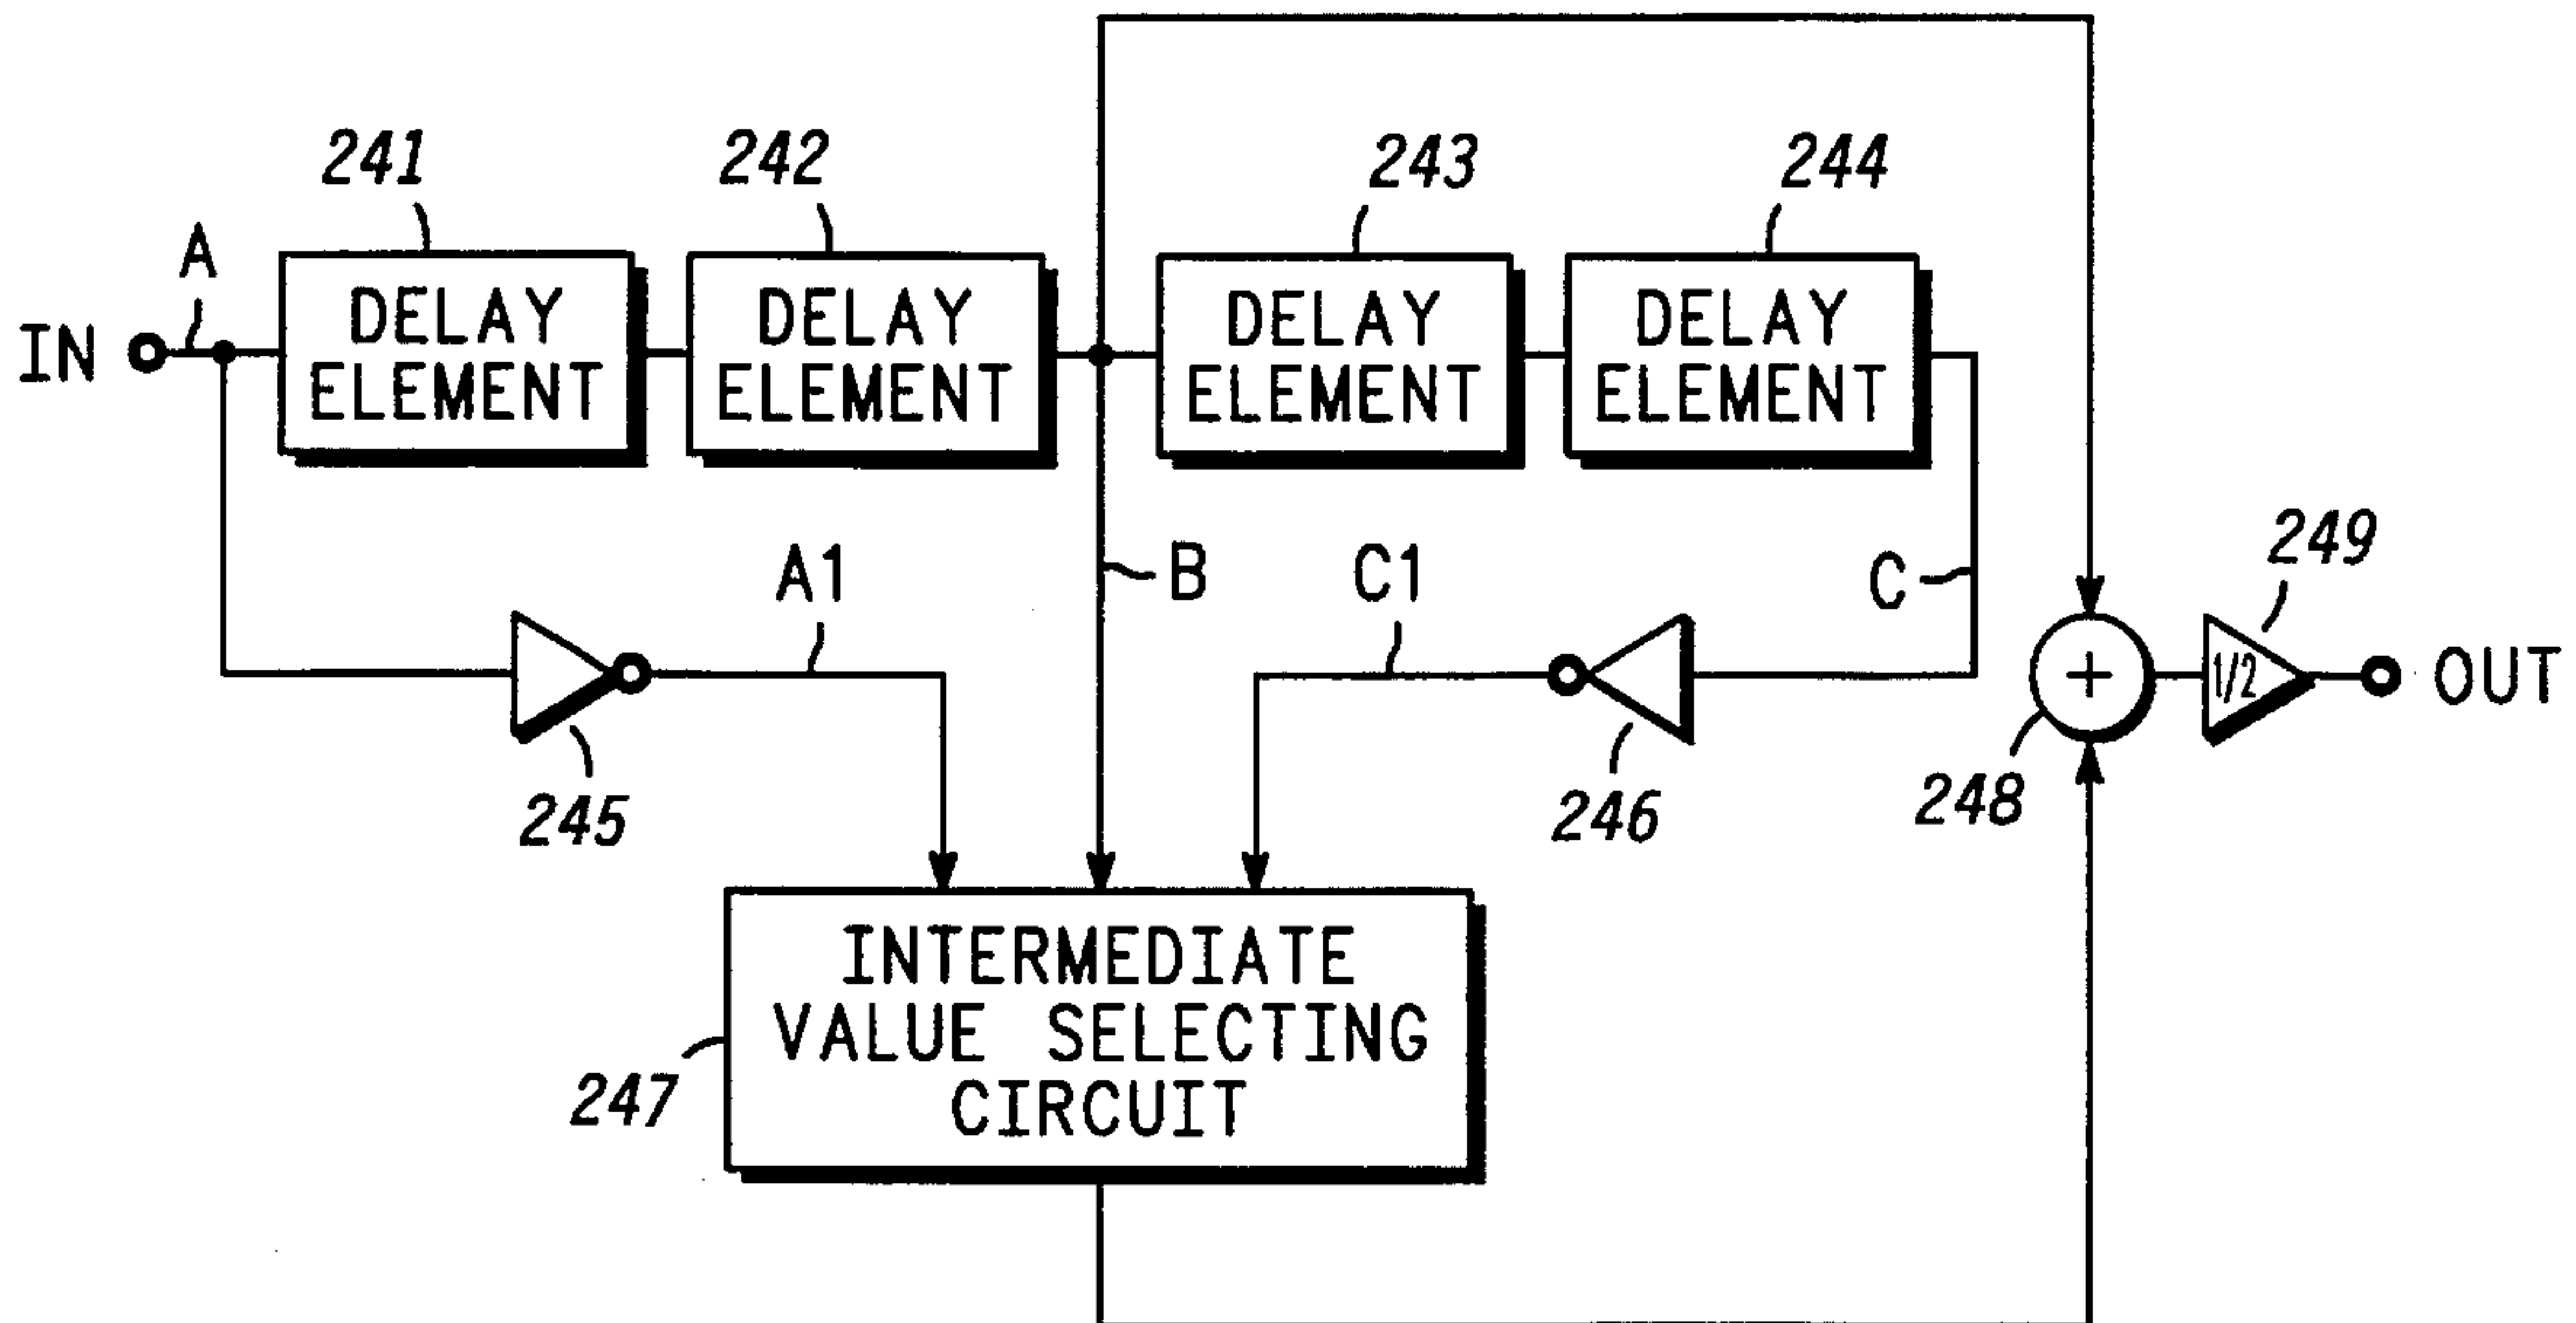 241
242
243
244
A
IN
DELAY
ELEMENT
DELAY
ELEMENT
DELAY
ELEMENT
DELAY
ELEMENT
A1
B
C1
C
249
1/2
+
OUT
245
246
248
INTERMEDIATE
VALUE SELECTING
CIRCUIT
247